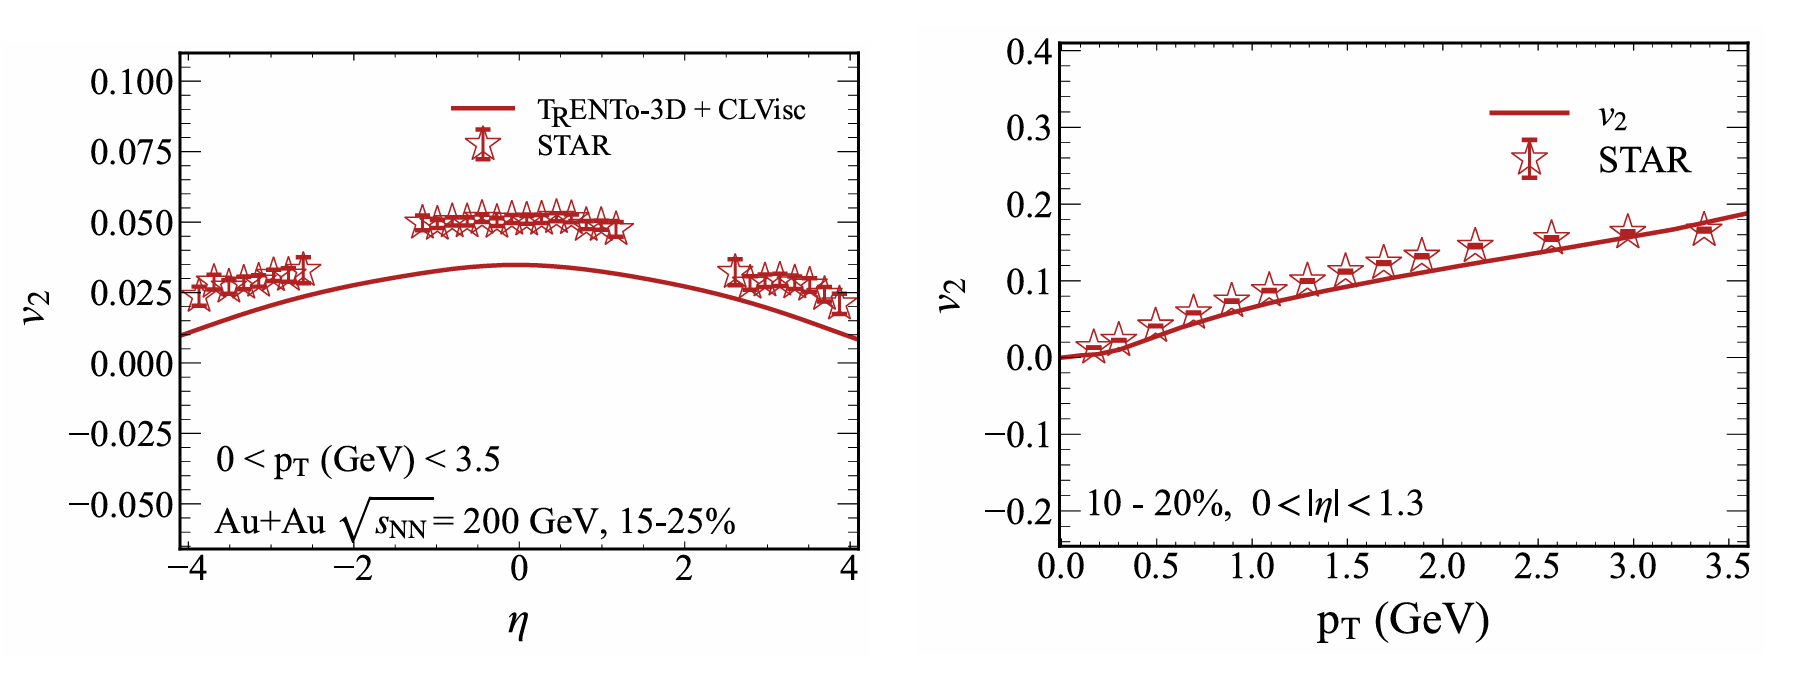 0.100
0.075
0.050
0.025
0.000
−0.025
−0.050
v2
TRENTo-3D + CLVisc
STAR
0 < pT (GeV) < 3.5
Au+Au √sNN = 200 GeV, 15-25%
−4 −2 0 2 4
η
0.4
0.3
0.2
0.1
0.0
−0.1
−0.2
v2
v2
STAR
10 - 20%, 0 < |η| < 1.3
0.0 0.5 1.0 1.5 2.0 2.5 3.0 3.5
pT (GeV)